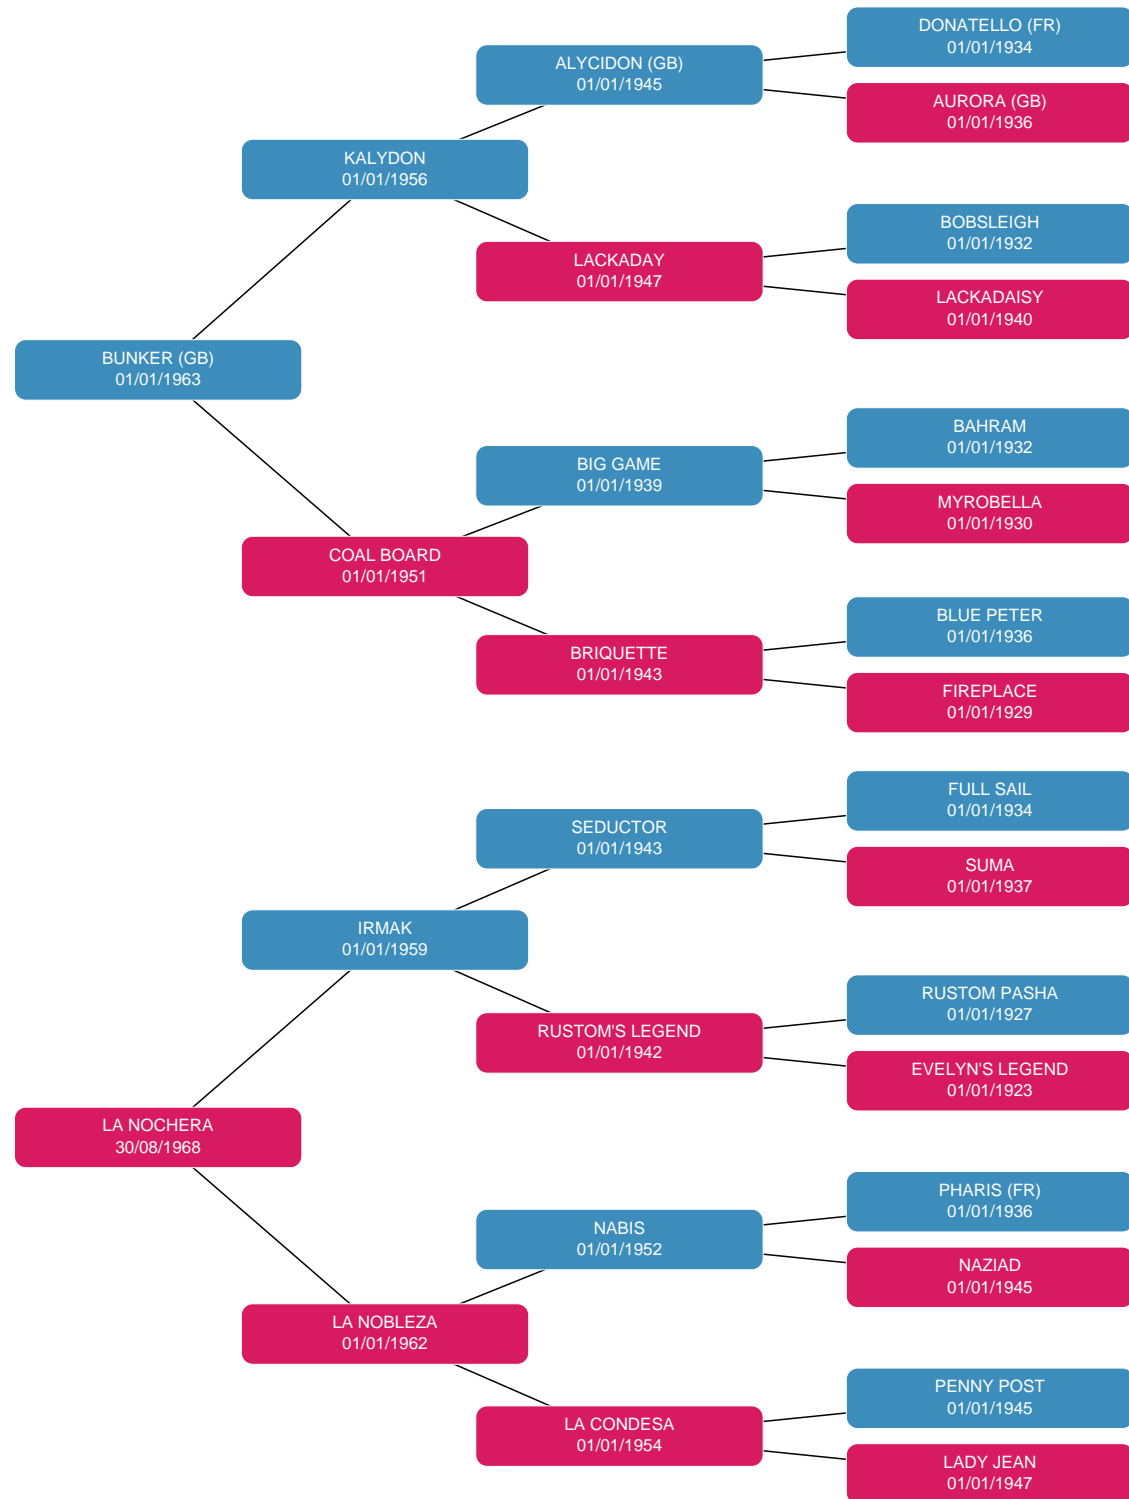 DONATELLO (FR)
01/01/1934
ALYCIDON (GB)
01/01/1945
AURORA (GB)
01/01/1936
KALYDON
01/01/1956
BOBSLEIGH
01/01/1932
LACKADAY
01/01/1947
LACKADAISY
01/01/1940
BUNKER (GB)
01/01/1963
BAHRAM
01/01/1932
BIG GAME
01/01/1939
MYROBELLA
01/01/1930
COAL BOARD
01/01/1951
BLUE PETER
01/01/1936
BRIQUETTE
01/01/1943
FIREPLACE
01/01/1929
FULL SAIL
01/01/1934
SEDUCTOR
01/01/1943
SUMA
01/01/1937
IRMAK
01/01/1959
RUSTOM PASHA
01/01/1927
RUSTOM'S LEGEND
01/01/1942
EVELYN'S LEGEND
01/01/1923
LA NOCHERA
30/08/1968
PHARIS (FR)
01/01/1936
NABIS
01/01/1952
NAZIAD
01/01/1945
LA NOBLEZA
01/01/1962
PENNY POST
01/01/1945
LA CONDESA
01/01/1954
LADY JEAN
01/01/1947